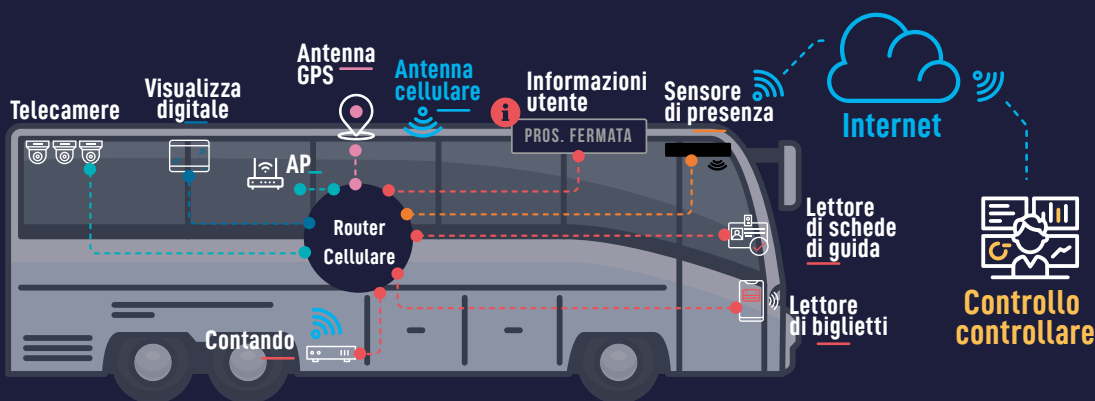 Telecamere
Visualizza
digitale
Antenna
GPS
Antenna
cellulare
Informazioni
utente
i
PROS. FERMATA
Sensore
di presenza
Internet
AP
Router
Cellulare
Lettore
di schede
di guida
Lettore
di biglietti
Contando
Controllo
controllare